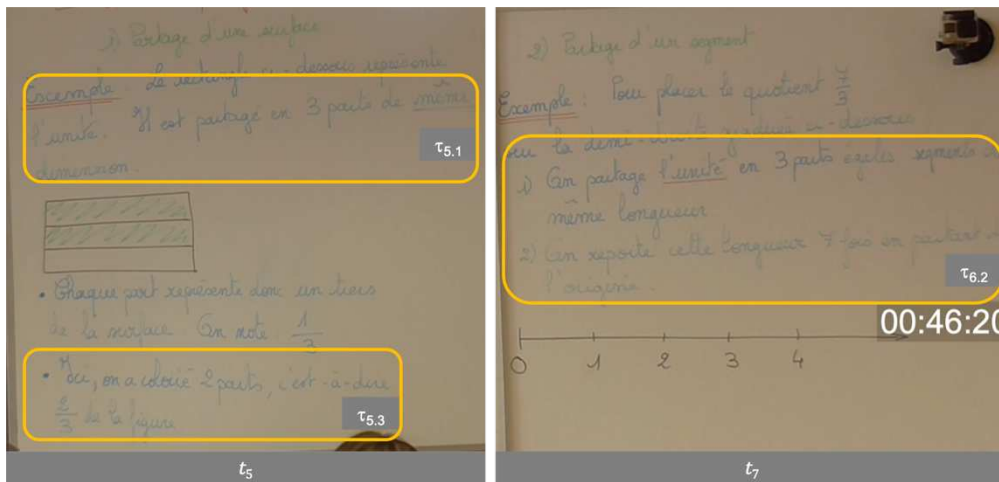 1) Partage d'une surface
Exemple : Le rectangle ci-dessous représente
l'unité. Il est partagé en 3 parts de même
dimension.
τ5.1
• Chaque part représente donc un tiers
de la surface. On note 1/3
• Ici, on a colorié 2 parts, c'est-à-dire
2/3 de la figure
τ5.3
t5
2) Partage d'un segment
Exemple : Pour placer le quotient 7/3
sur la demi-droite graduée ci-dessous
1) On partage l'unité en 3 parts égales segments
même longueur
2) On reporte cette longueur 7 fois en partant
l'origine.
τ6.2
00:46:20
0 1 2 3 4
t7